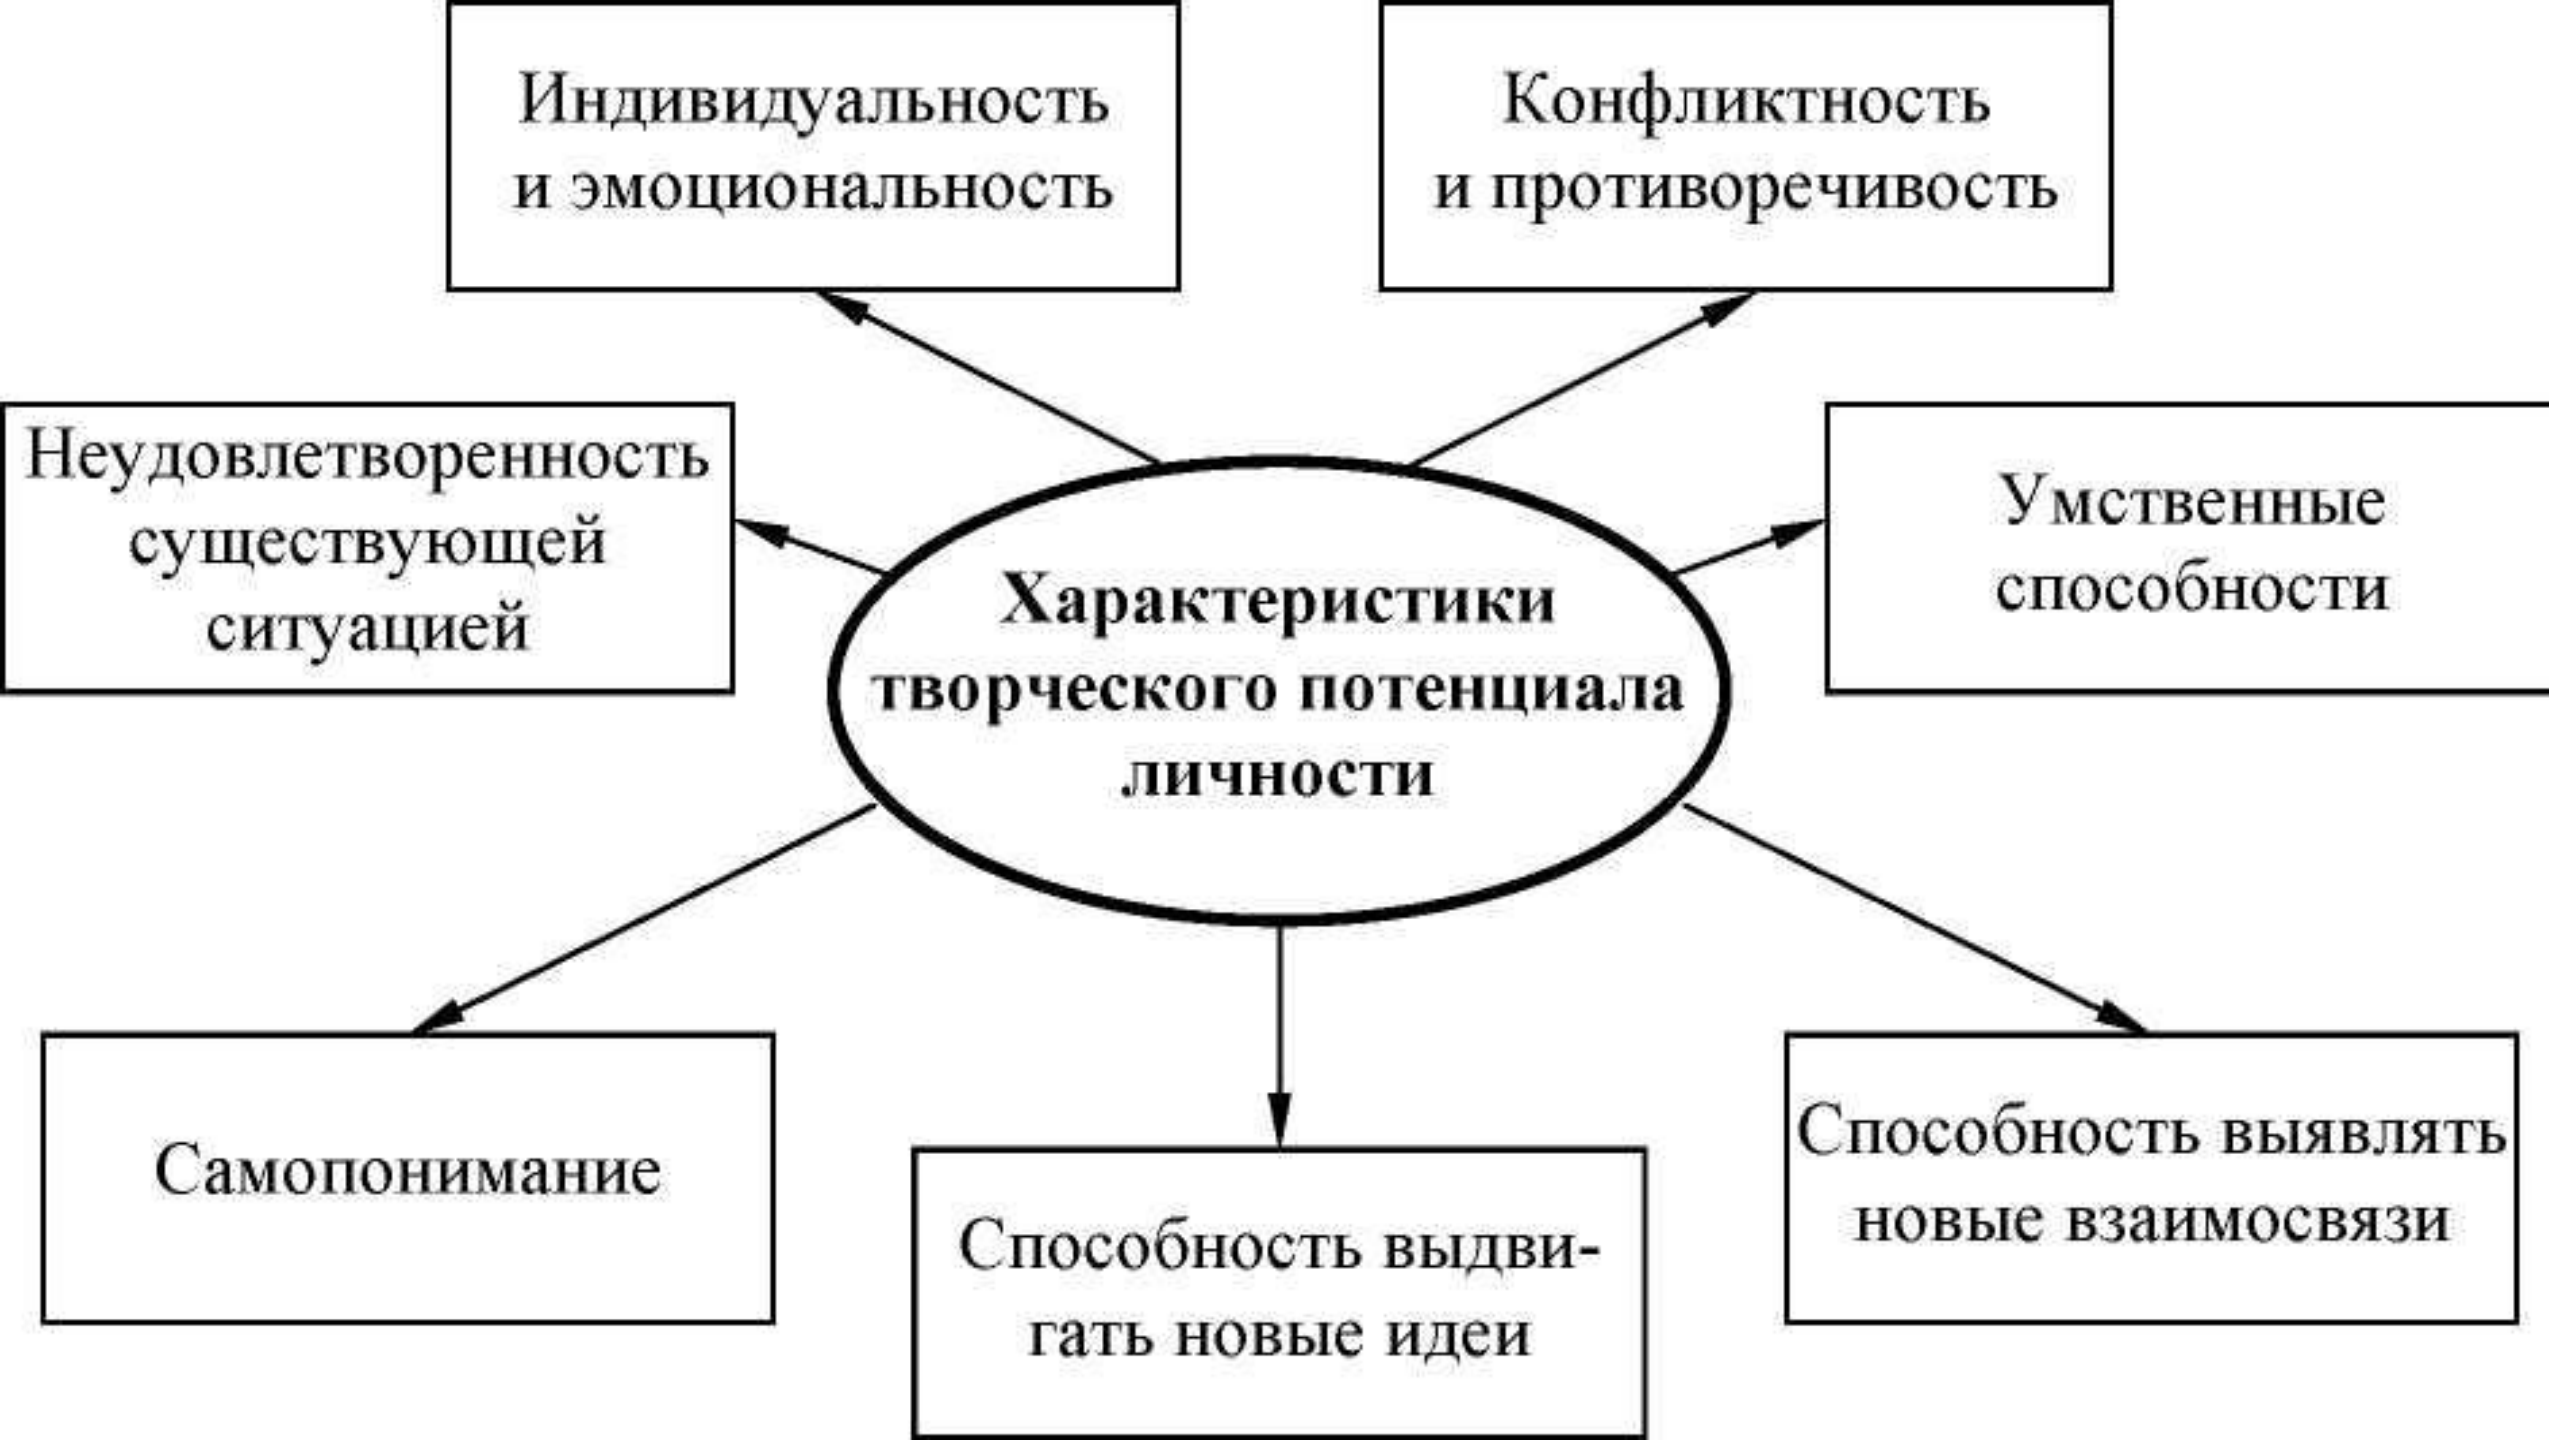 Индивидуальность
и эмоциональность
Конфликтность
и противоречивость
Неудовлетворенность
существующей
ситуацией
Умственные
способности
Характеристики
творческого потенциала
личности
Самопонимание
Способность выдви-
гать новые идеи
Способность выявлять
новые взаимосвязи